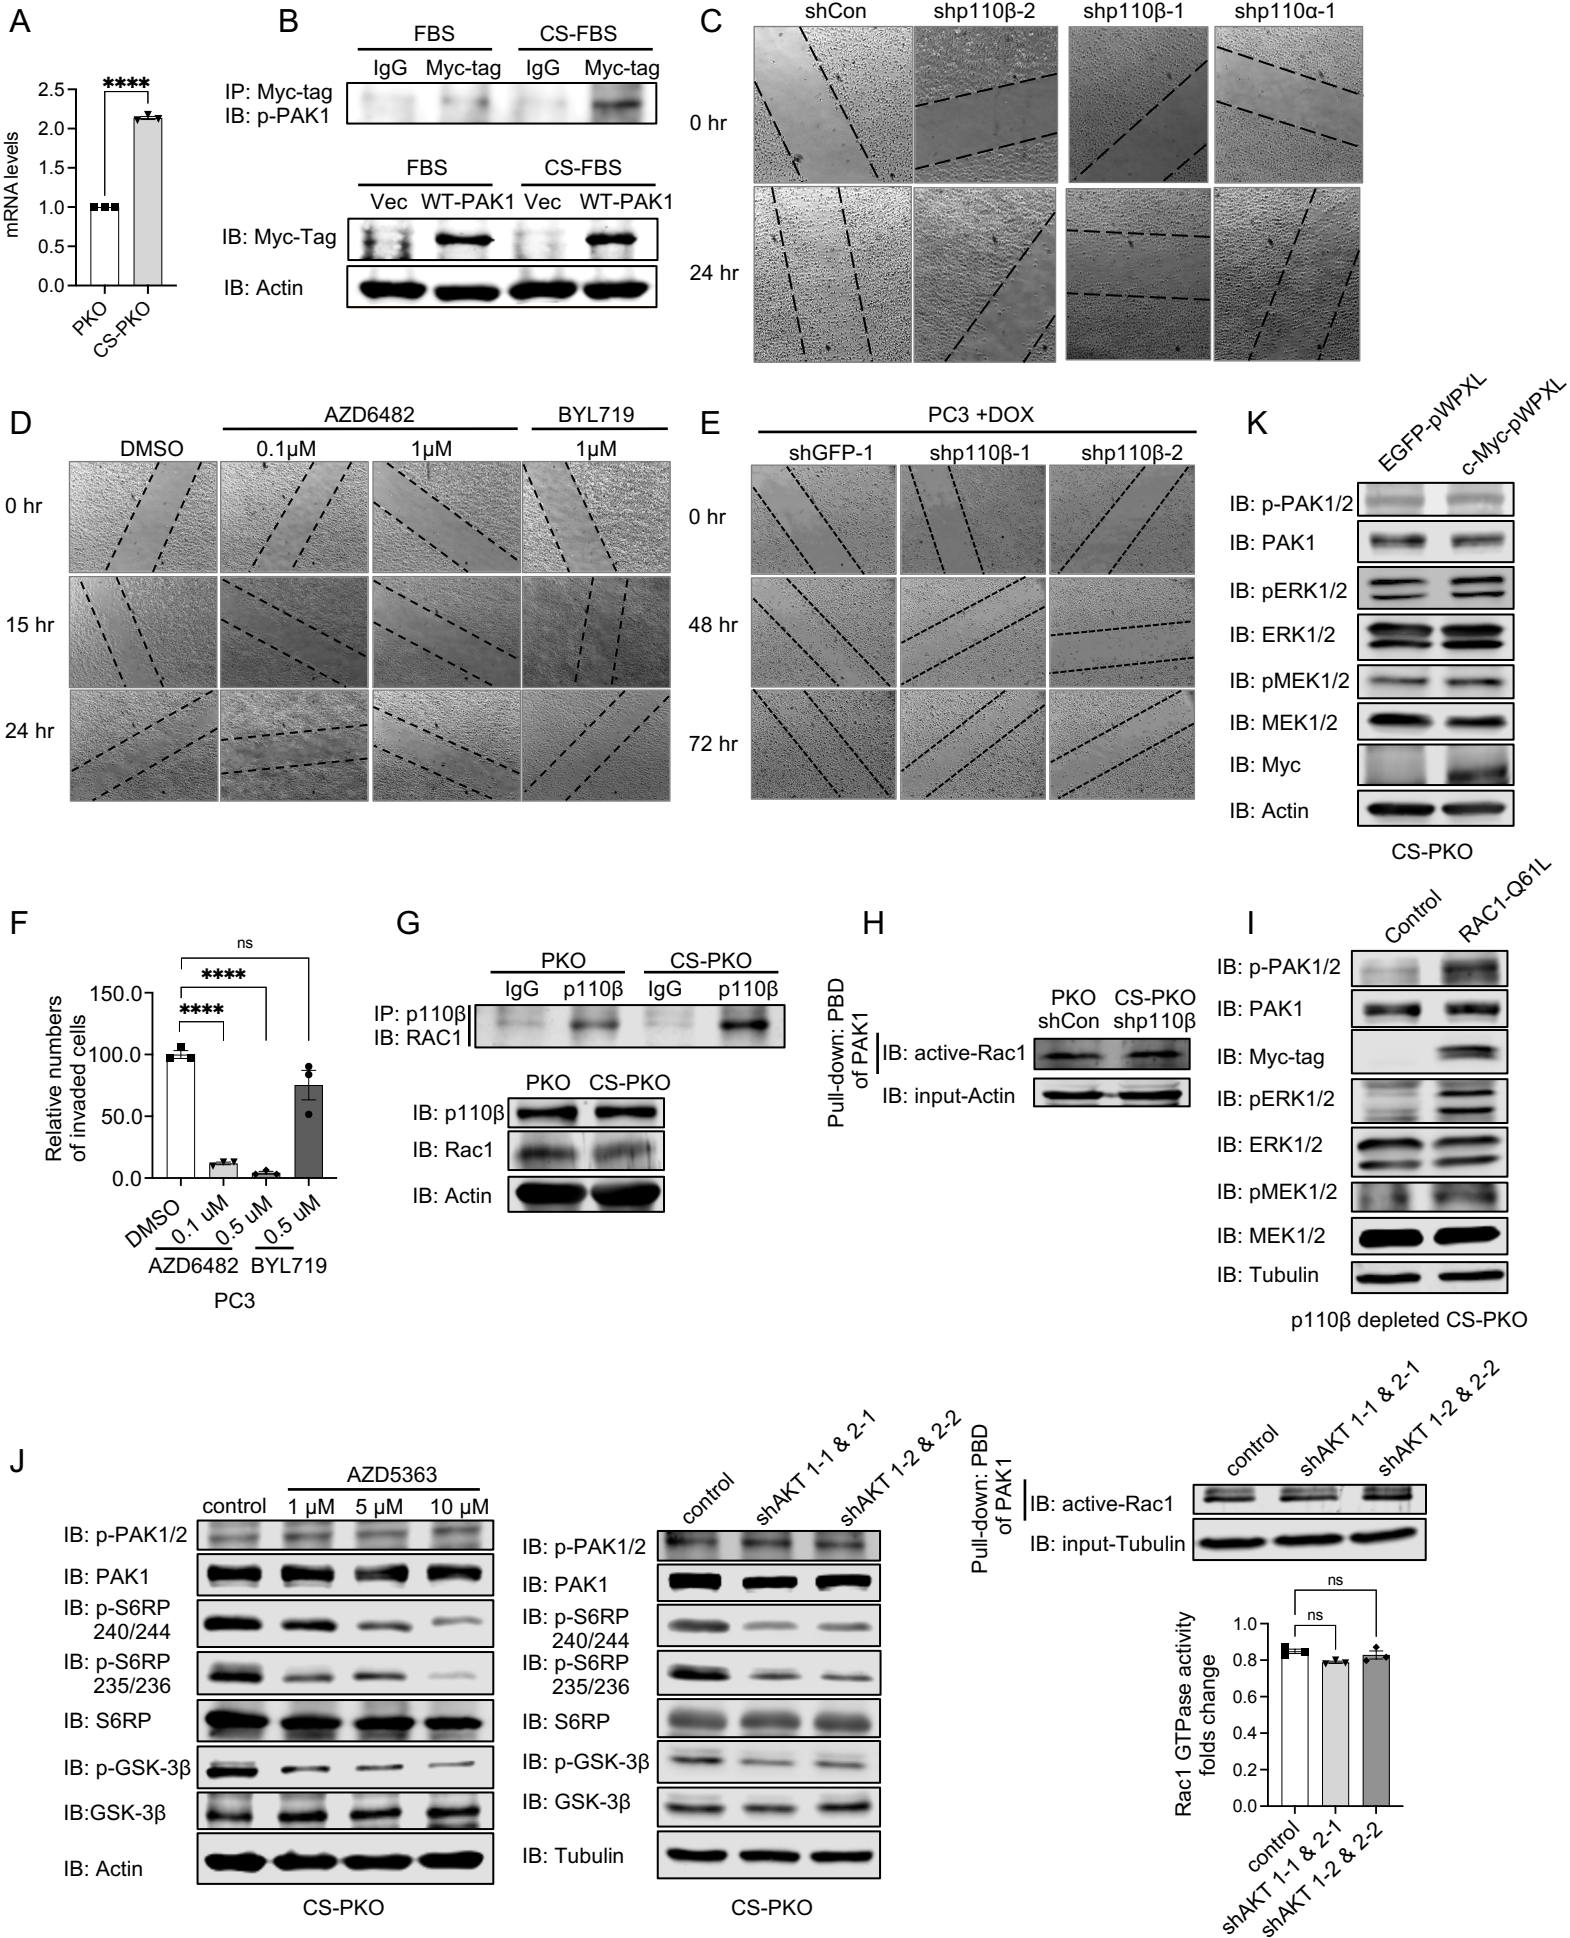 A
mRNA levels
2.5
2.0
1.5
1.0
0.5
0.0
****
PKO
CS-PKO
B
FBS CS-FBS
IgG Myc-tag IgG Myc-tag
IP: Myc-tag
IB: p-PAK1
FBS CS-FBS
Vec WT-PAK1 Vec WT-PAK1
IB: Myc-Tag
IB: Actin
C
shCon shp110β-2 shp110β-1 shp110α-1
0 hr
24 hr
D
AZD6482 BYL719
DMSO 0.1μM 1μM 1μM
0 hr
15 hr
24 hr
E
PC3 +DOX
shGFP-1 shp110β-1 shp110β-2
0 hr
48 hr
72 hr
K
EGFP-pWPXL
c-Myc-pWPXL
IB: p-PAK1/2
IB: PAK1
IB: pERK1/2
IB: ERK1/2
IB: pMEK1/2
IB: MEK1/2
IB: Myc
IB: Actin
CS-PKO
F
Relative numbers
of invaded cells
150.0
100.0
50.0
0.0
ns
****
****
DMSO
0.1 uM
0.5 uM
0.5 uM
AZD6482 BYL719
PC3
G
PKO CS-PKO
IgG p110β IgG p110β
IP: p110β
IB: RAC1
PKO CS-PKO
IB: p110β
IB: Rac1
IB: Actin
H
Pull-down: PBD
of PAK1
PKO CS-PKO
shCon shp110β
IB: active-Rac1
IB: input-Actin
I
Control
RAC1-Q61L
IB: p-PAK1/2
IB: PAK1
IB: Myc-tag
IB: pERK1/2
IB: ERK1/2
IB: pMEK1/2
IB: MEK1/2
IB: Tubulin
p110β depleted CS-PKO
J
AZD5363
control 1 μM 5 μM 10 μM
IB: p-PAK1/2
IB: PAK1
IB: p-S6RP
240/244
IB: p-S6RP
235/236
IB: S6RP
IB: p-GSK-3β
IB:GSK-3β
IB: Actin
CS-PKO
control
shAKT 1-1 & 2-1
shAKT 1-2 & 2-2
IB: p-PAK1/2
IB: PAK1
IB: p-S6RP
240/244
IB: p-S6RP
235/236
IB: S6RP
IB: p-GSK-3β
IB: GSK-3β
IB: Tubulin
CS-PKO
Pull-down: PBD
of PAK1
control
shAKT 1-1 & 2-1
shAKT 1-2 & 2-2
IB: active-Rac1
IB: input-Tubulin
Rac1 GTPase activity
folds change
ns
ns
1.0
0.8
0.6
0.4
0.2
0.0
control
shAKT 1-1 & 2-1
shAKT 1-2 & 2-2